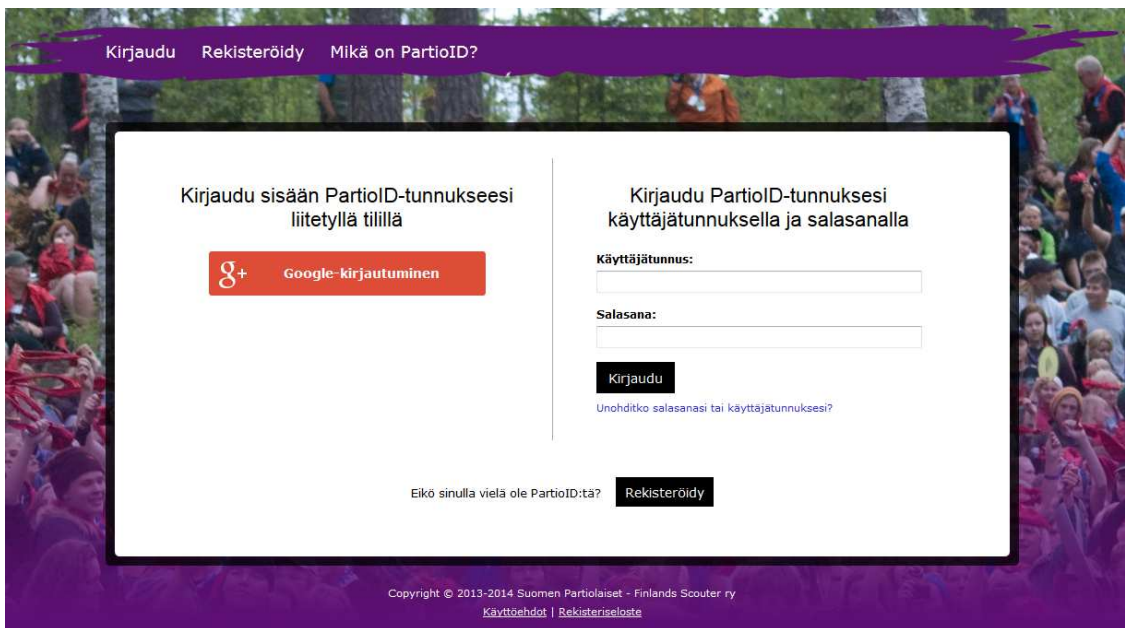 Kirjaudu Rekisteröidy Mikä on PartioID?
Kirjaudu sisään PartioID-tunnukseesi
liitetyllä tilillä
g+ Google-kirjautuminen
Kirjaudu PartioID-tunnuksesi
käyttäjätunnuksella ja salasanalla
Käyttäjätunnus:
Salasana:
Kirjaudu
Unohditko salasanasi tai käyttäjätunnuksesi?
Eikö sinulla vielä ole PartioID:tä? Rekisteröidy
Copyright © 2013-2014 Suomen Partiolaiset - Finlands Scouter ry
Käyttöehdot | Rekisteriseloste